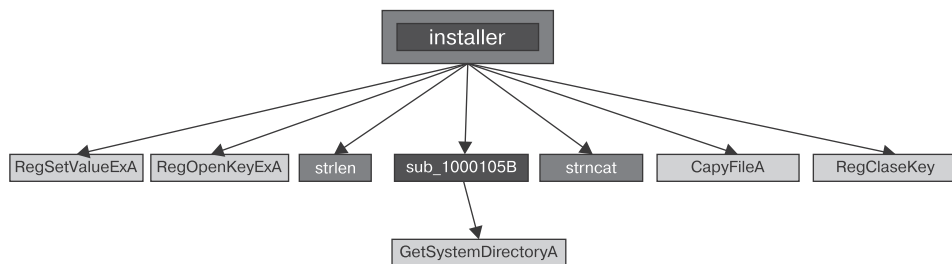 installer
RegSetValueExA
RegOpenKeyExA
strlen
sub_1000105B
strncat
CapyFileA
RegClaseKey
GetSystemDirectoryA